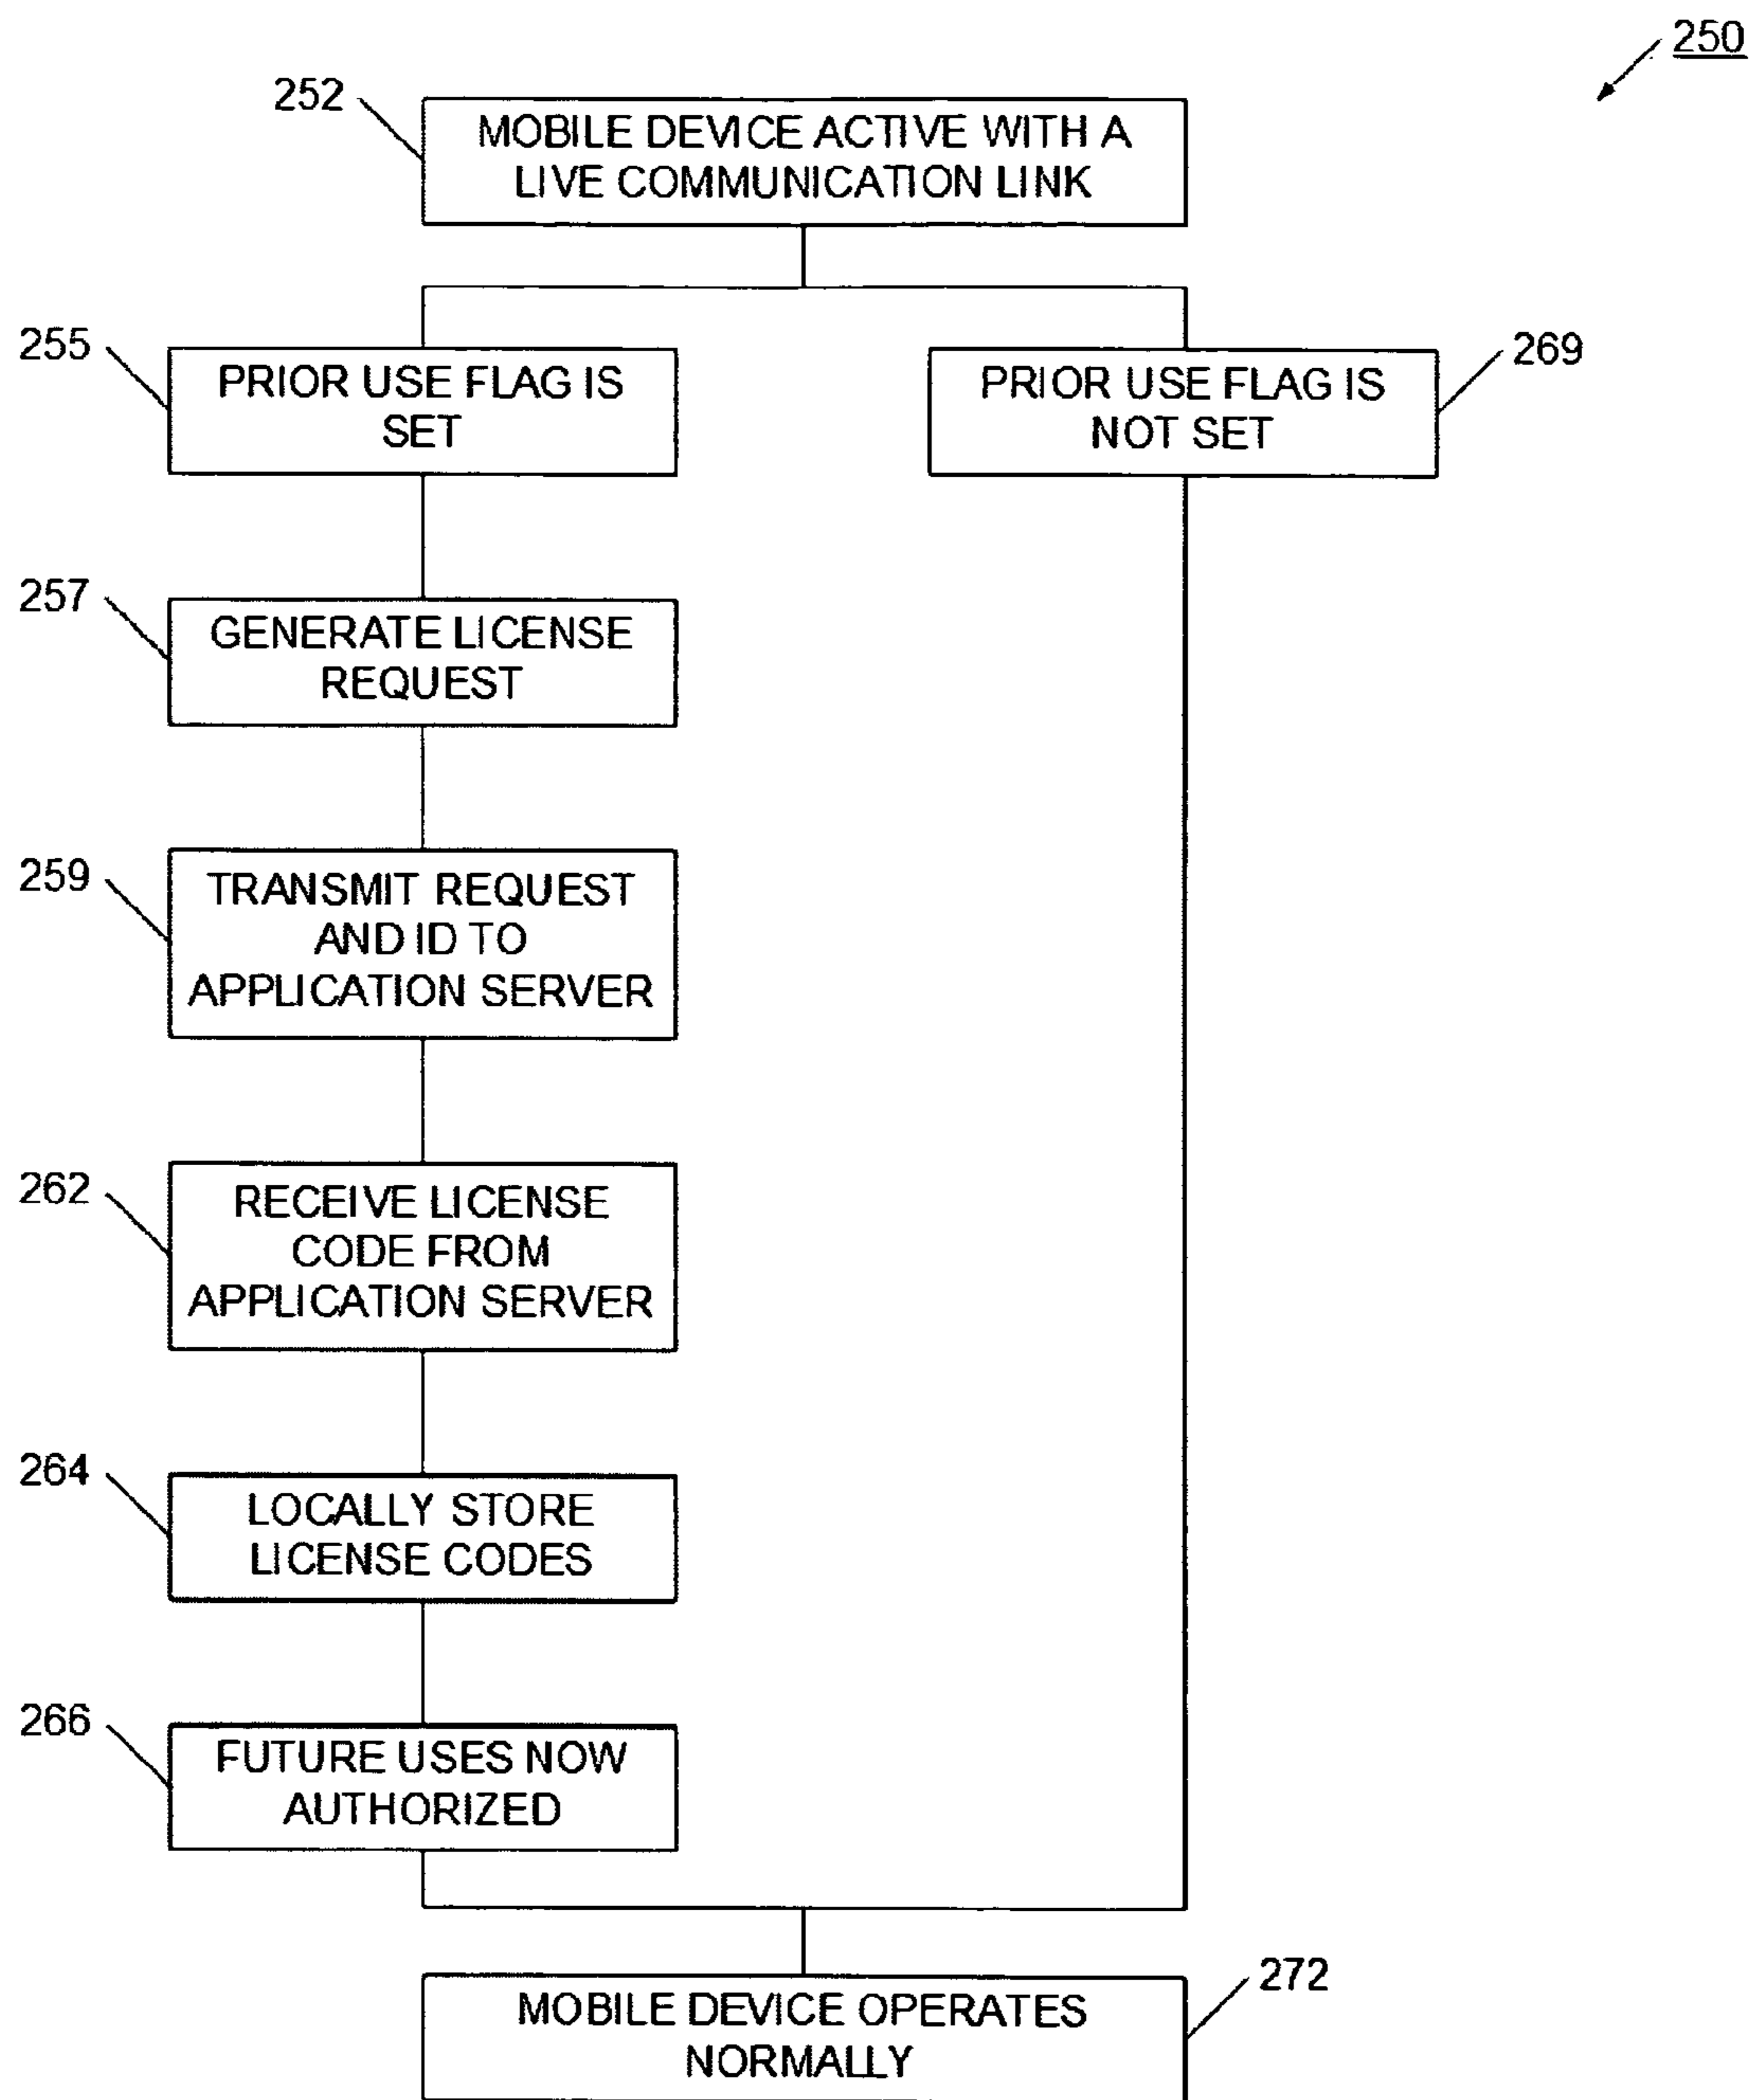 250
252
MOBILE DEVICE ACTIVE WITH A
LIVE COMMUNICATION LINK
255
PRIOR USE FLAG IS
SET
PRIOR USE FLAG IS
NOT SET
269
257
GENERATE LICENSE
REQUEST
259
TRANSMIT REQUEST
AND ID TO
APPLICATION SERVER
262
RECEIVE LICENSE
CODE FROM
APPLICATION SERVER
264
LOCALLY STORE
LICENSE CODES
266
FUTURE USES NOW
AUTHORIZED
272
MOBILE DEVICE OPERATES
NORMALLY